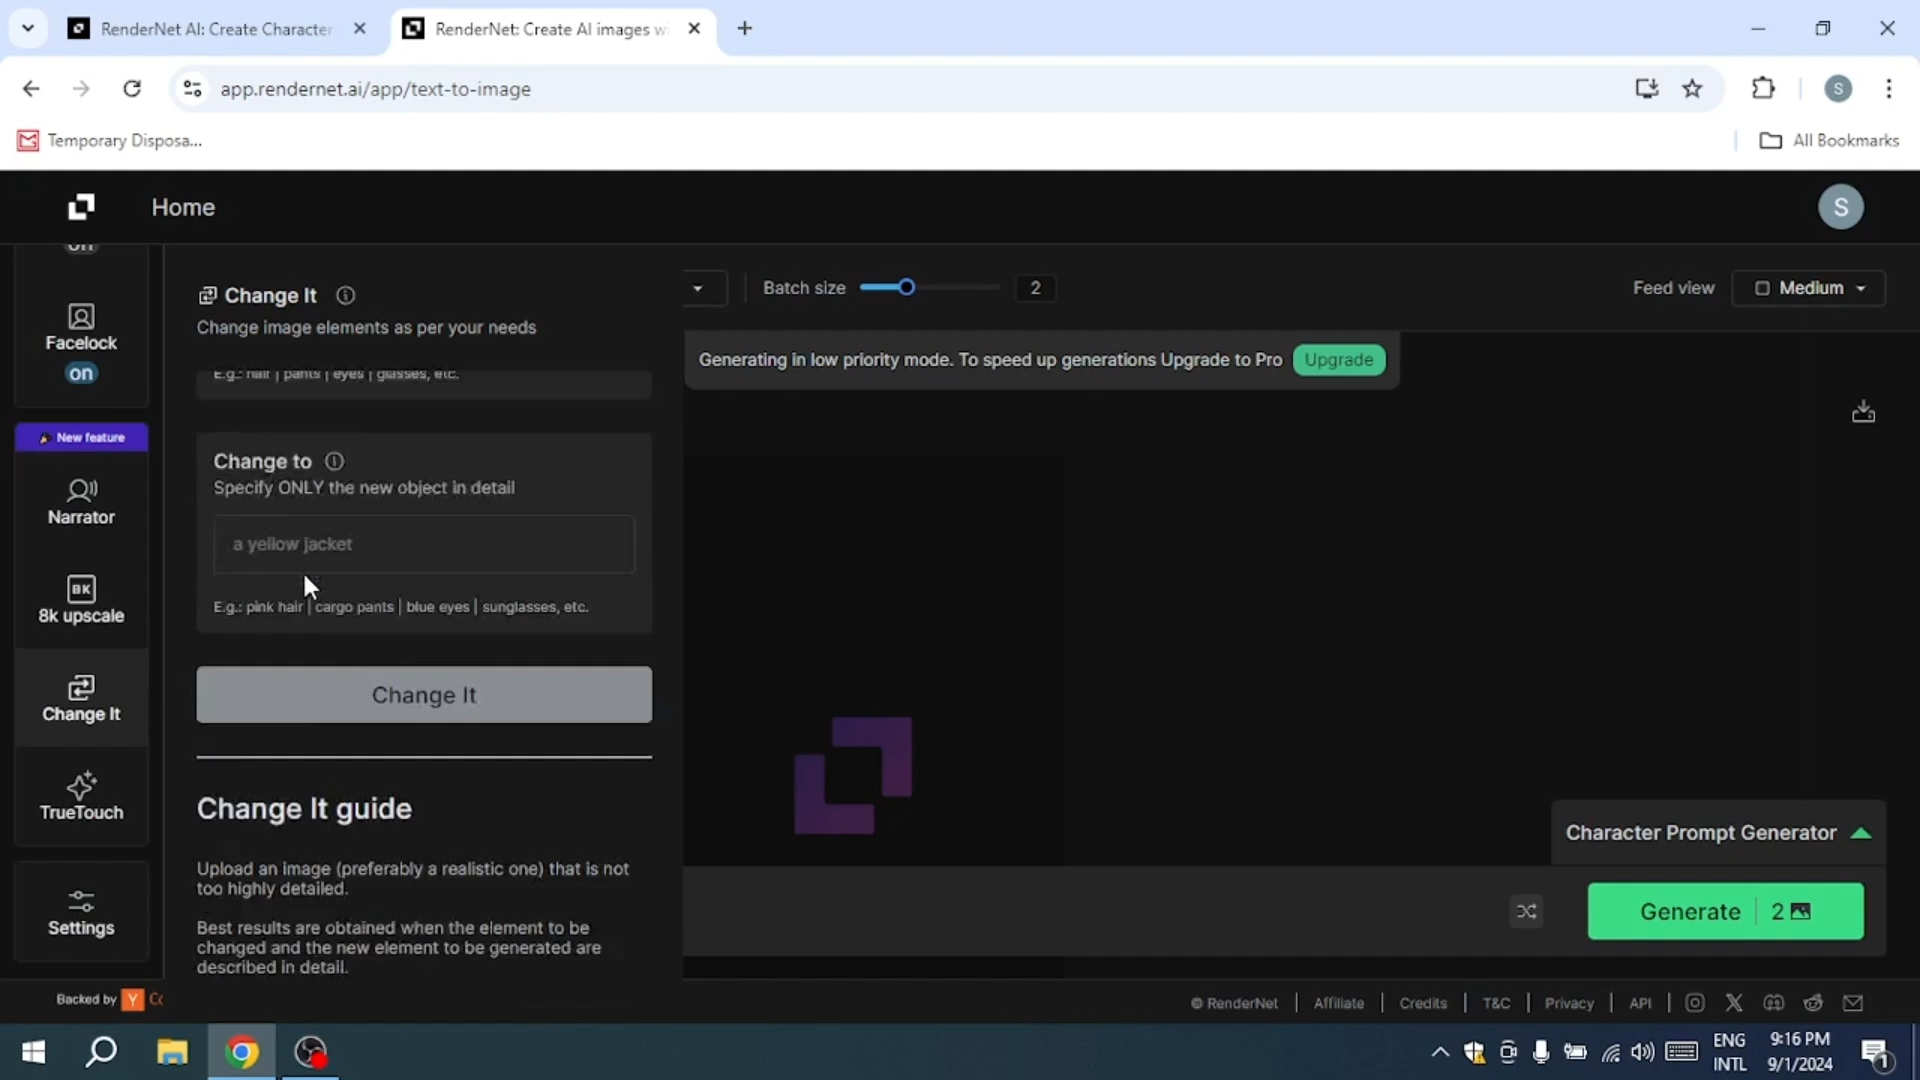 RenderNet AI: Create Character
RenderNet: Create AI images wi
app.rendernet.ai/app/text-to-image
S
Temporary Disposa...
All Bookmarks
Home
S
off
Facelock
on
New feature
Narrator
8K
8k upscale
Change It
TrueTouch
Settings
Backed by Y Co
Change It
Change image elements as per your needs
E.g.: hair | pants | eyes | glasses, etc.
Change to
Specify ONLY the new object in detail
a yellow jacket
E.g.: pink hair | cargo pants | blue eyes | sunglasses, etc.
Change It
Change It guide
Upload an image (preferably a realistic one) that is not
too highly detailed.
Best results are obtained when the element to be
changed and the new element to be generated are
described in detail.
Batch size 2
Feed view Medium
Generating in low priority mode. To speed up generations Upgrade to Pro Upgrade
Character Prompt Generator
Generate 2
© RenderNet | Affiliate | Credits | T&C | Privacy | API
ENG
INTL
9:16 PM
9/1/2024
1